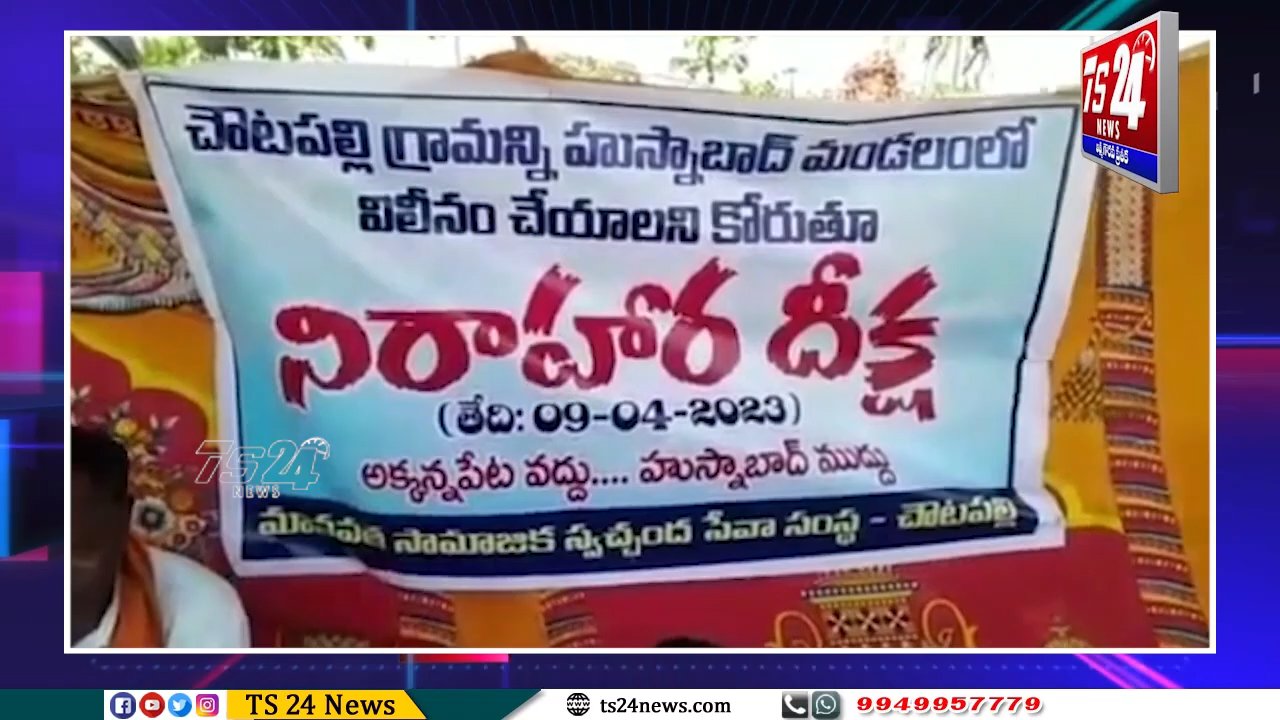 చౌటపల్లి గ్రామన్ని హుస్నాబాద్ మండలంలో
విలీనం చేయాలని కోరుతూ
నిరాహార దీక్ష
(తేది: 09-04-2023)
అక్కన్నపేట వద్దు.... హుస్నాబాద్ ముద్దు
సామాజిక స్వచ్ఛంద సేవా సంస్థ - చౌటపల్లి
TS 24
NEWS
TS 24
NEWS
TS 24 News
ts24news.com
9949957779